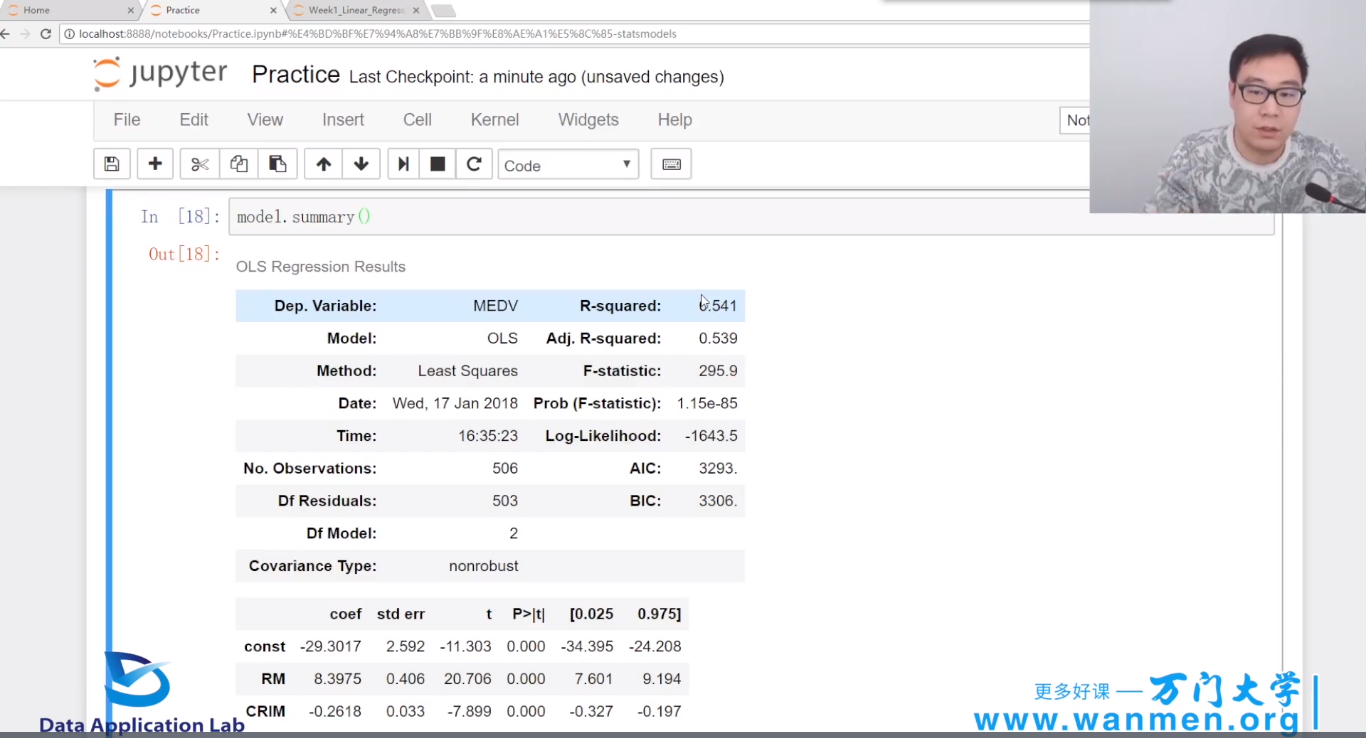 Home
Practice
Week1_Linear_Regress
localhost:8888/notebooks/Practice.ipynb#%E4%BD%BF%E7%94%A8%E7%BB%9F%E8%AE%A1%E5%8C%85-statsmodels
jupyter Practice Last Checkpoint: a minute ago (unsaved changes)
File Edit View Insert Cell Kernel Widgets Help
Not
Code
In [18]: model.summary()
Out[18]:
OLS Regression Results
Dep. Variable: MEDV R-squared: 0.541
Model: OLS Adj. R-squared: 0.539
Method: Least Squares F-statistic: 295.9
Date: Wed, 17 Jan 2018 Prob (F-statistic): 1.15e-85
Time: 16:35:23 Log-Likelihood: -1643.5
No. Observations: 506 AIC: 3293.
Df Residuals: 503 BIC: 3306.
Df Model: 2
Covariance Type: nonrobust
coef std err t P>|t| [0.025 0.975]
const -29.3017 2.592 -11.303 0.000 -34.395 -24.208
RM 8.3975 0.406 20.706 0.000 7.601 9.194
CRIM -0.2618 0.033 -7.899 0.000 -0.327 -0.197
Data Application Lab
更多好课 — 万门大学
www.wanmen.org